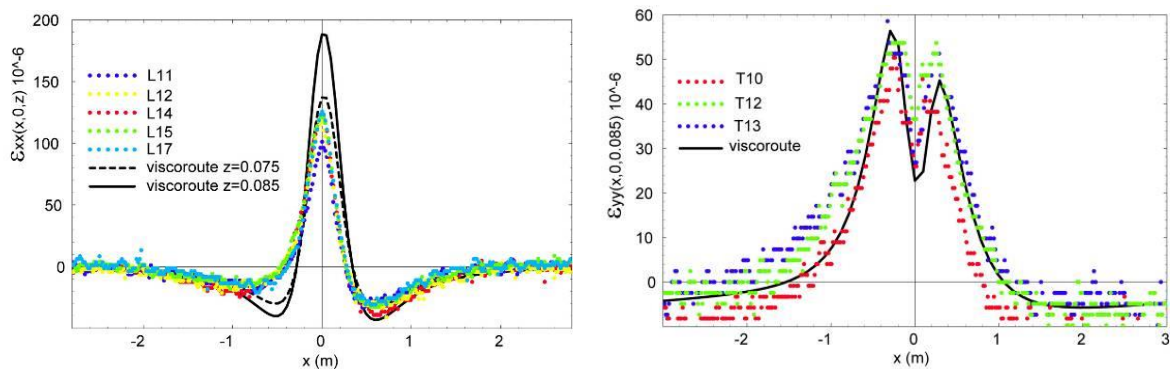 200
150
100
50
0
εxx(x,0,z) 10^-6
L11
L12
L14
L15
L17
viscoroute z=0.075
viscoroute z=0.085
-2 -1 0 1 2
x (m)
60
50
40
30
20
10
0
-10
εyy(x,0,0.085) 10^-6
T10
T12
T13
viscoroute
-2 -1 0 1 2 3
x (m)